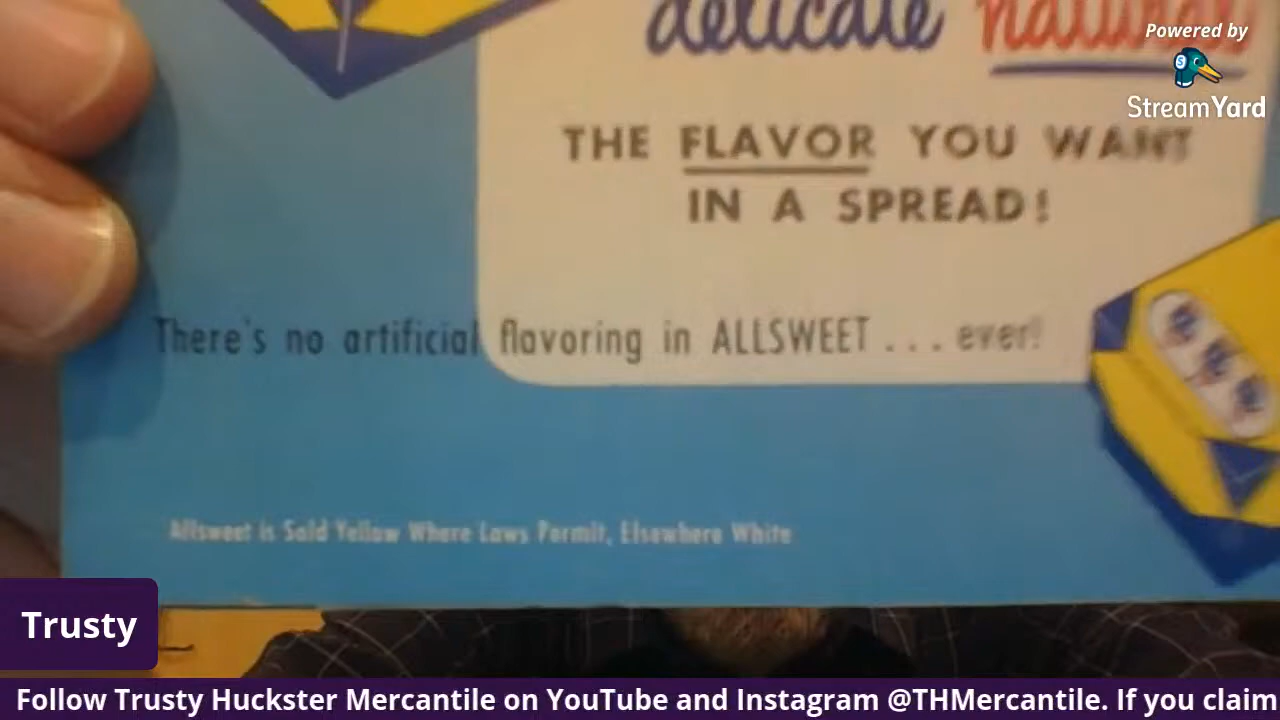 delicate natural
Powered by
StreamYard
THE FLAVOR YOU WANT
IN A SPREAD!
There's no artificial flavoring in ALLSWEET . . . ever!
Allsweet is Sold Yellow Where Laws Permit, Elsewhere White
Trusty
Follow Trusty Huckster Mercantile on YouTube and Instagram @THMercantile. If you claim